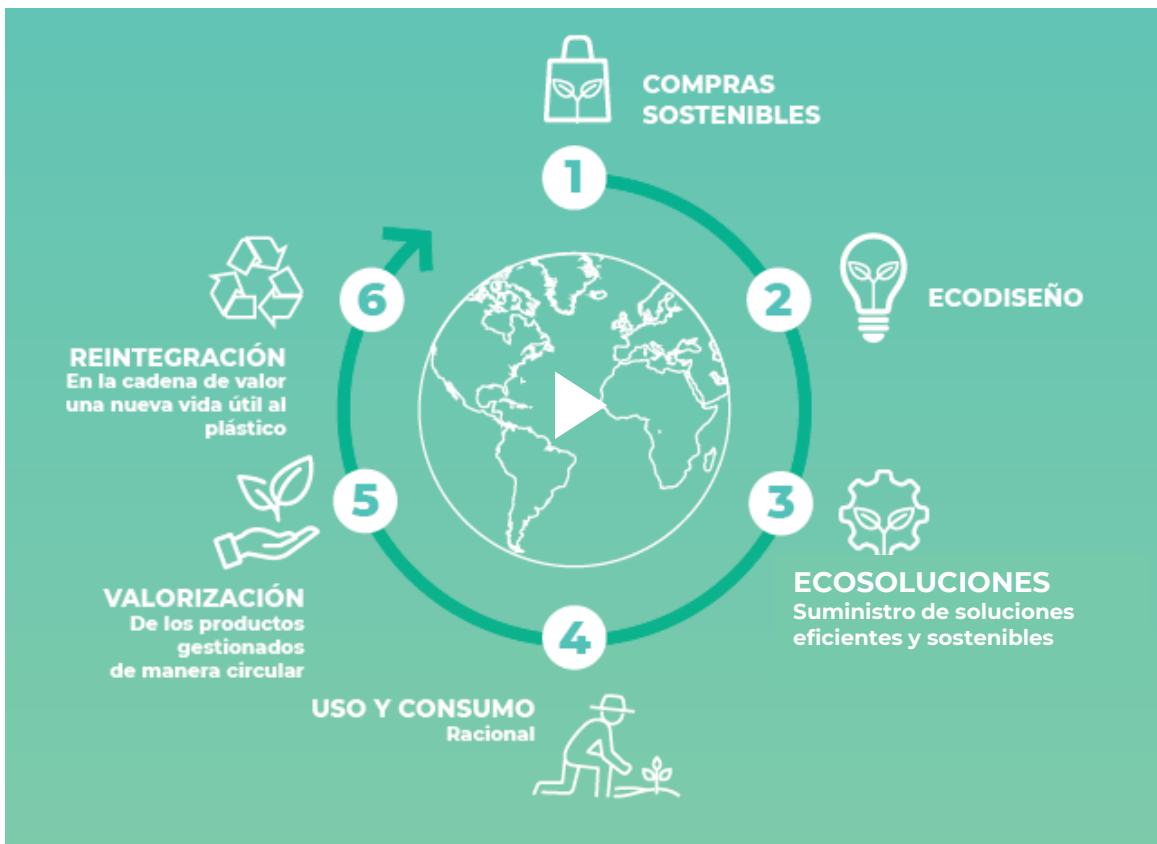 COMPRAS
SOSTENIBLES
1
2
ECODISEÑO
3
ECOSOLUCIONES
Suministro de soluciones
eficientes y sostenibles
4
USO Y CONSUMO
Racional
5
VALORIZACIÓN
De los productos
gestionados
de manera circular
6
REINTEGRACIÓN
En la cadena de valor
una nueva vida útil al
plástico